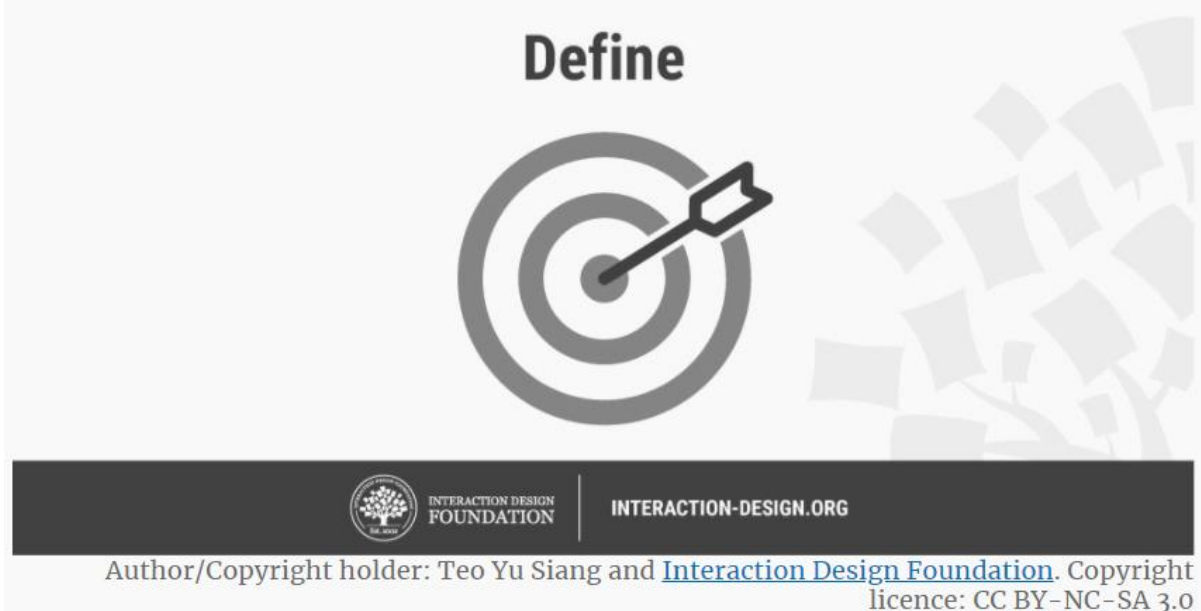 Define
INTERACTION DESIGN
FOUNDATION
INTERACTION-DESIGN.ORG
Author/Copyright holder: Teo Yu Siang and Interaction Design Foundation. Copyright
licence: CC BY-NC-SA 3.0